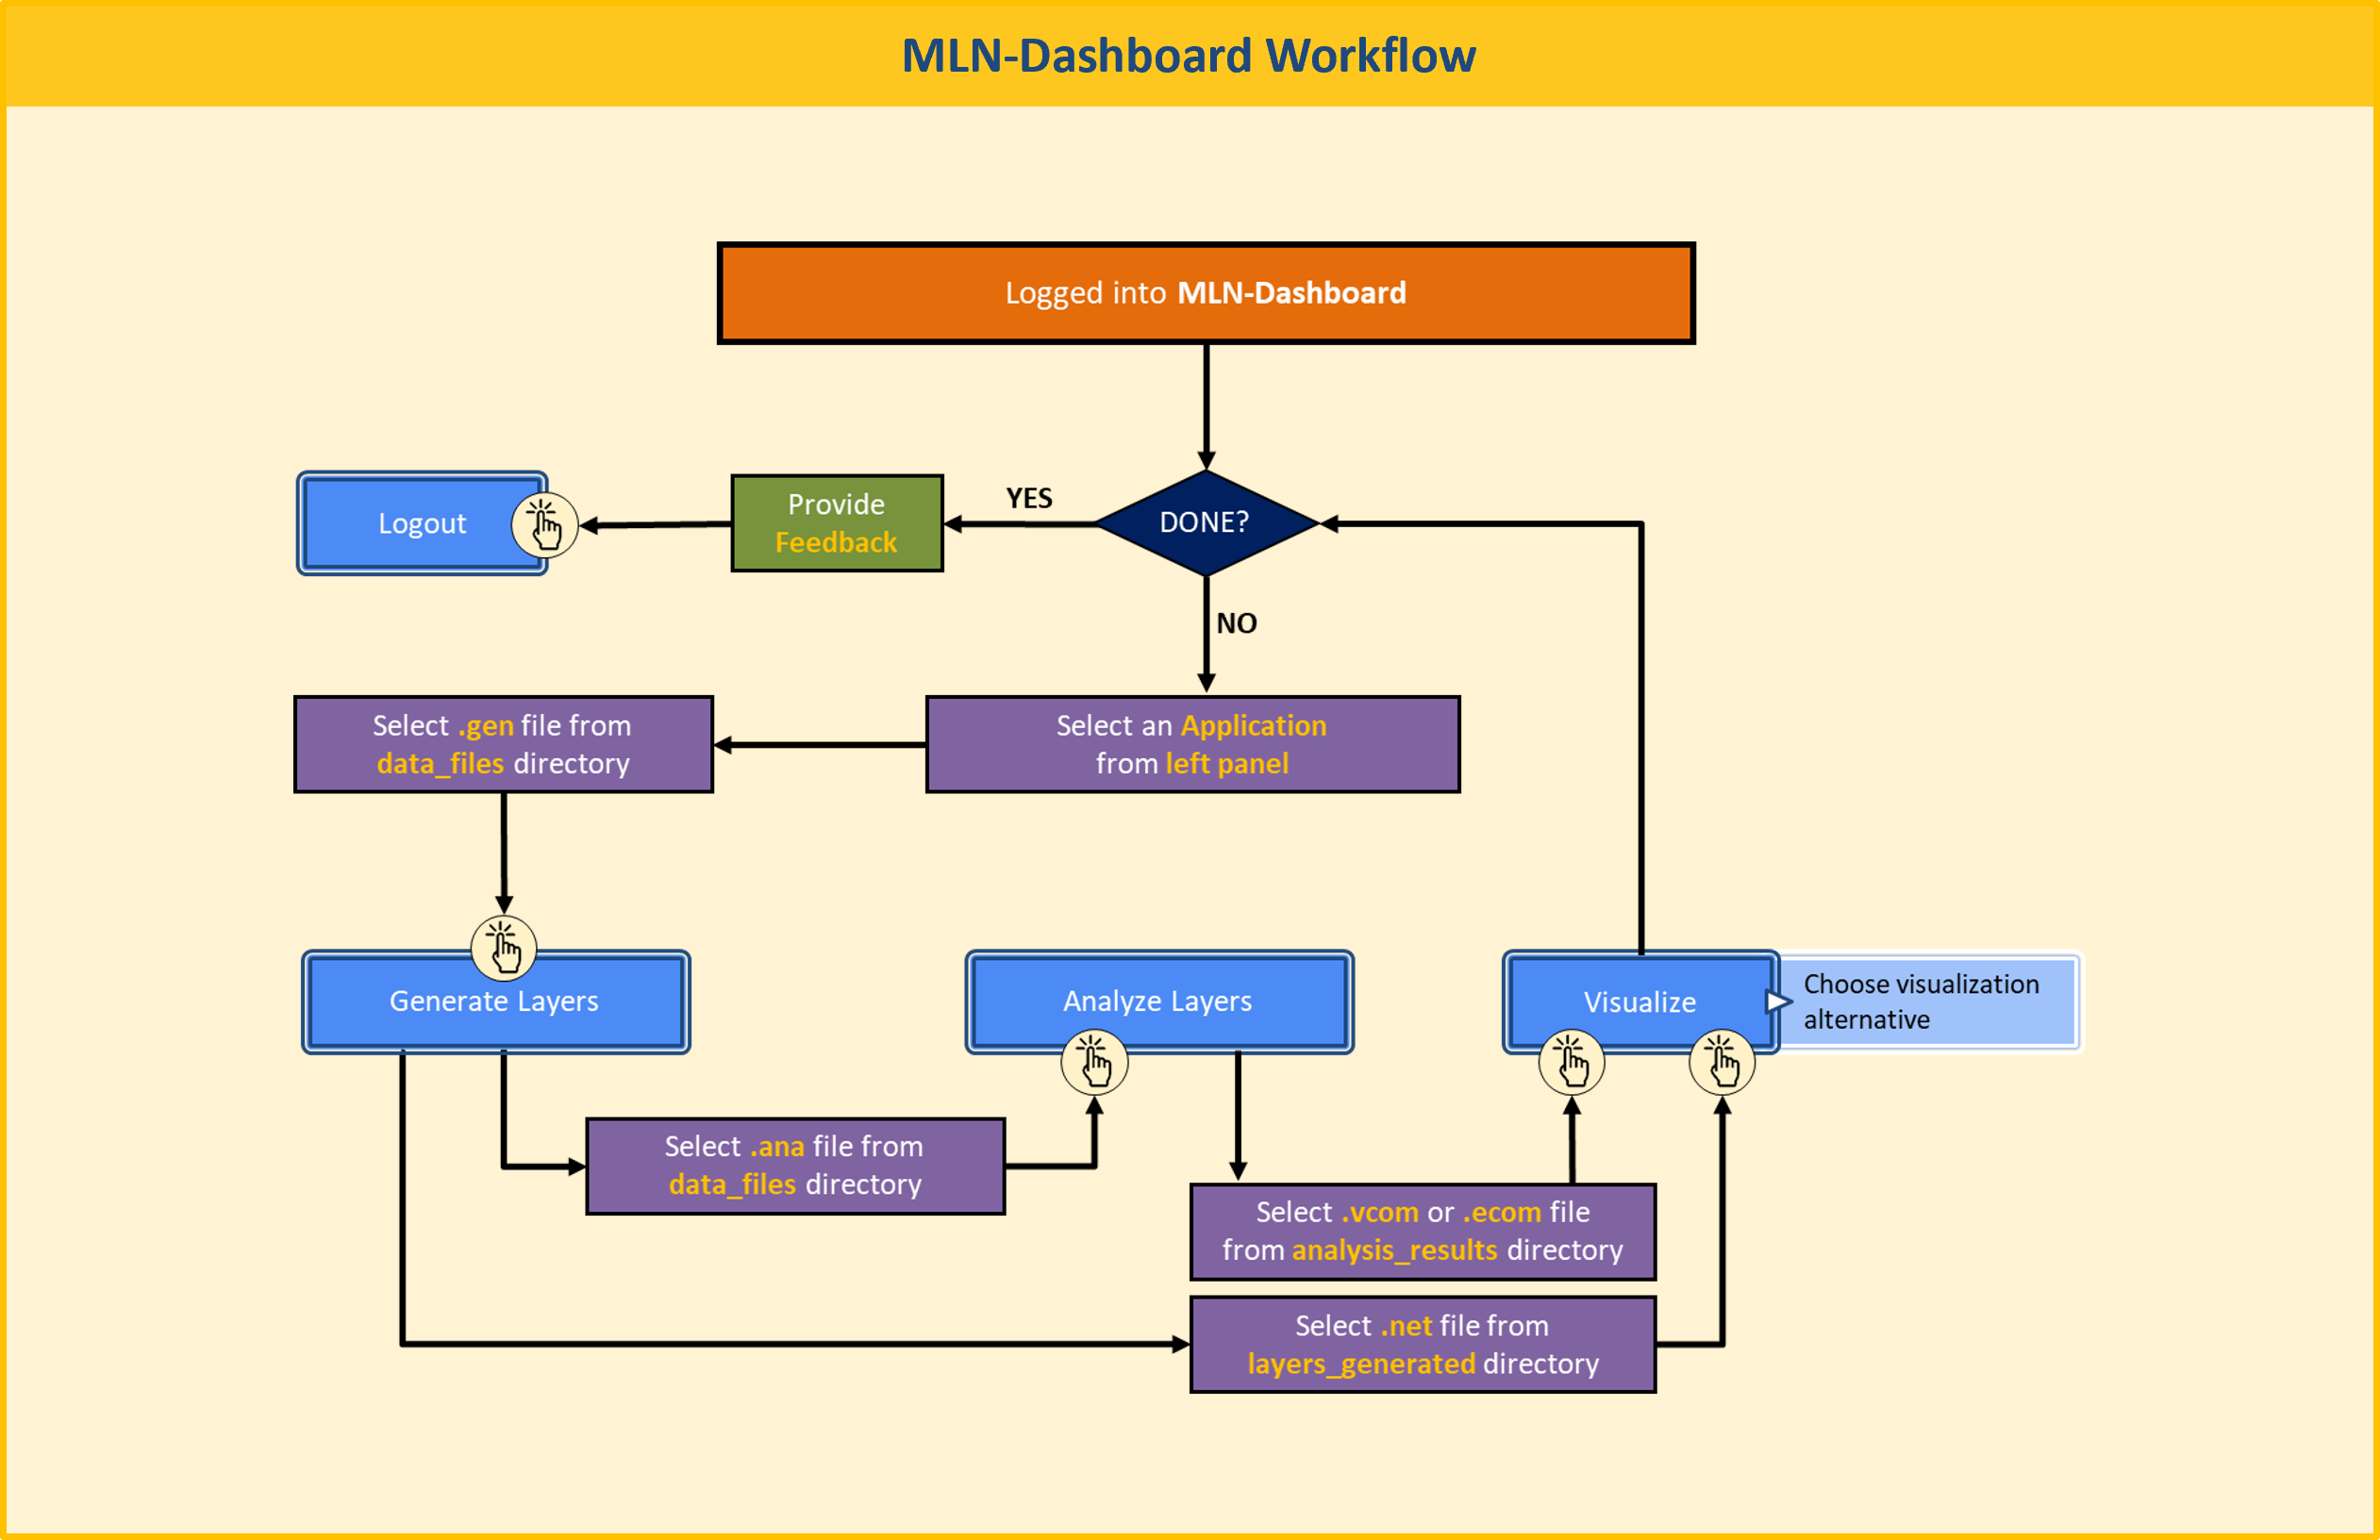 MLN-Dashboard Workflow
Logged into MLN-Dashboard
Logout
Provide
Feedback
YES
DONE?
NO
Select .gen file from
data_files directory
Select an Application
from left panel
Generate Layers
Analyze Layers
Visualize
Choose visualization
alternative
Select .ana file from
data_files directory
Select .vcom or .ecom file
from analysis_results directory
Select .net file from
layers_generated directory